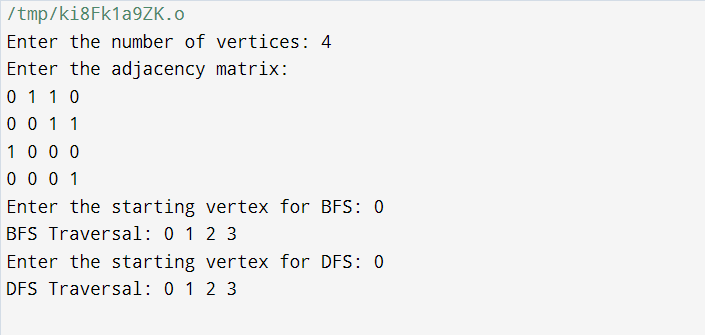 /tmp/ki8Fk1a9ZK.o
Enter the number of vertices: 4
Enter the adjacency matrix:
0 1 1 0
0 0 1 1
1 0 0 0
0 0 0 1
Enter the starting vertex for BFS: 0
BFS Traversal: 0 1 2 3
Enter the starting vertex for DFS: 0
DFS Traversal: 0 1 2 3